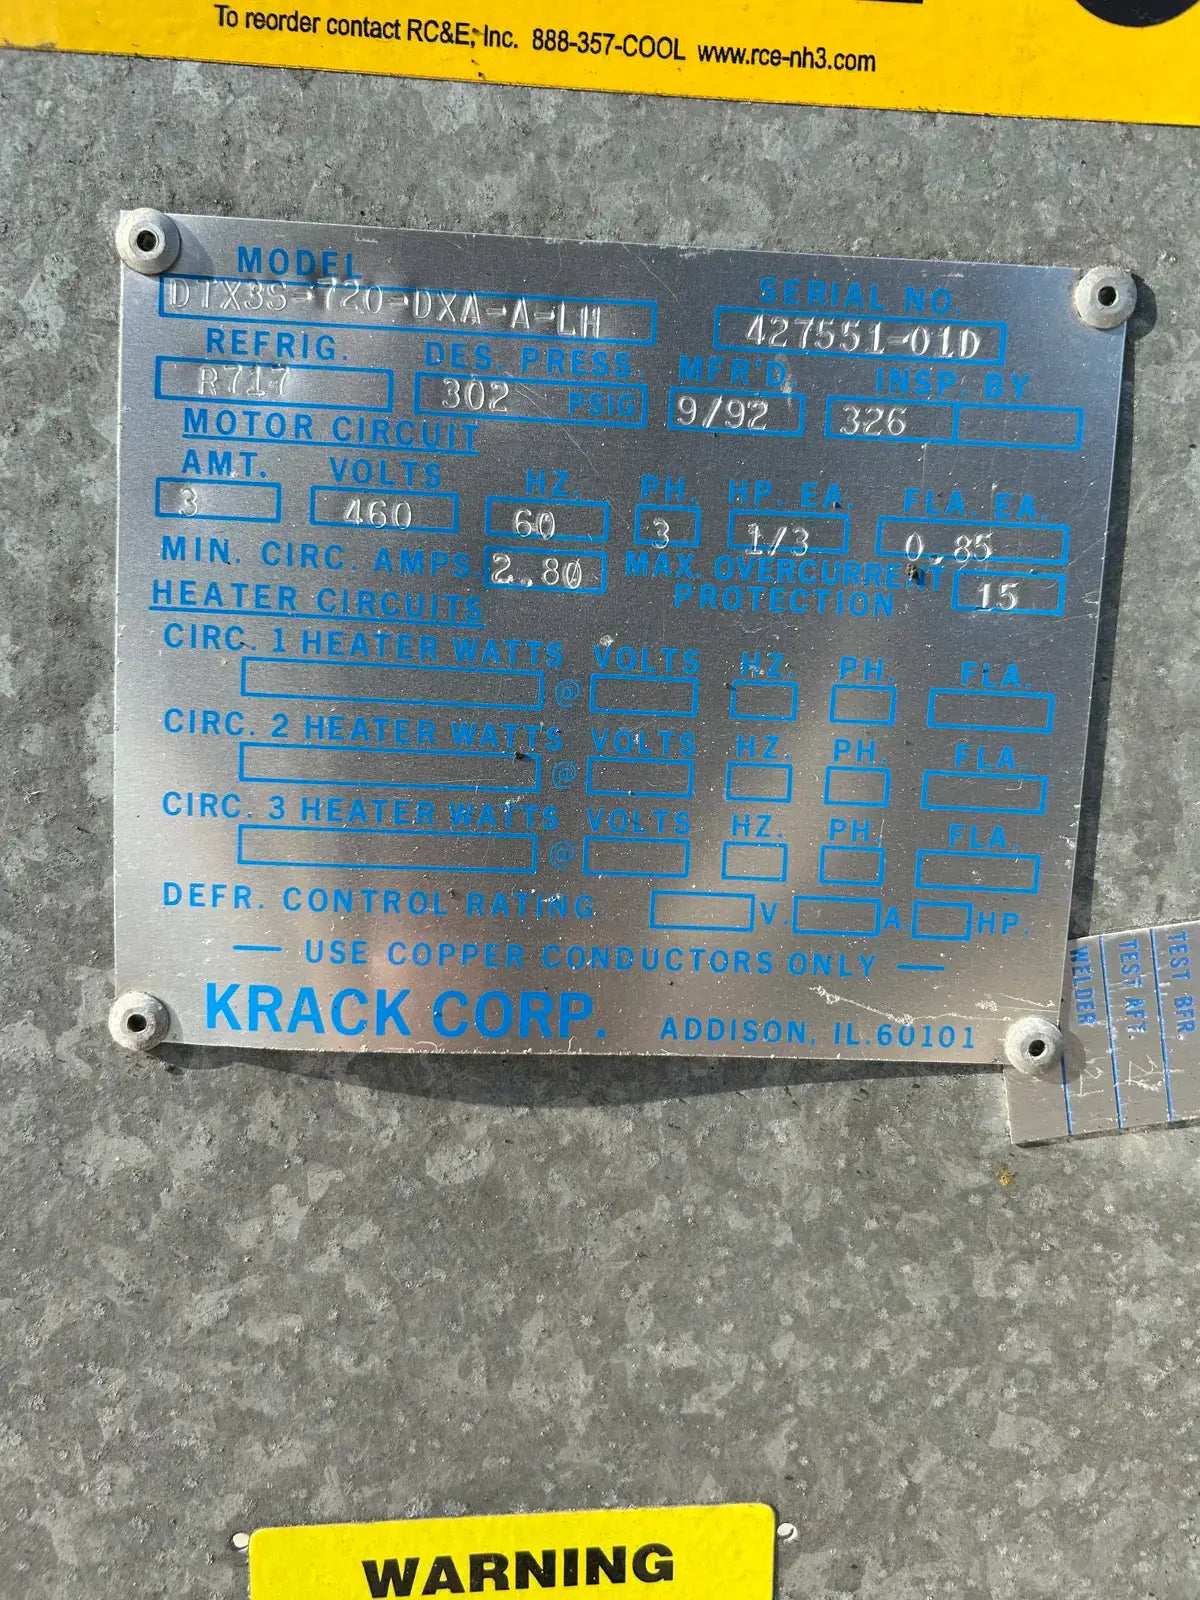 To reorder contact RC&E, Inc. 888-357-COOL www.rce-nh3.com
MODEL SERIAL NO.
DTX3S-720-DXA-A-LH 427551-01D
REFRIG. DES. PRESS. MFR'D. INSP. BY
R717 302 PSIG 9/92 326
MOTOR CIRCUIT
AMT. VOLTS HZ. PH. HP. EA. FLA. EA.
3 460 60 3 1/3 0.85
MIN. CIRC. AMPS 2.80 MAX. OVERCURRENT PROTECTION 15
HEATER CIRCUITS
CIRC. 1 HEATER WATTS VOLTS HZ. PH. FLA.
@
CIRC. 2 HEATER WATTS VOLTS HZ. PH. FLA.
@
CIRC. 3 HEATER WATTS VOLTS HZ. PH. FLA.
@
DEFR. CONTROL RATING V. A. HP.
— USE COPPER CONDUCTORS ONLY —
KRACK CORP. ADDISON, IL. 60101
TEST BFR.
TEST AFT.
WELDER
WARNING